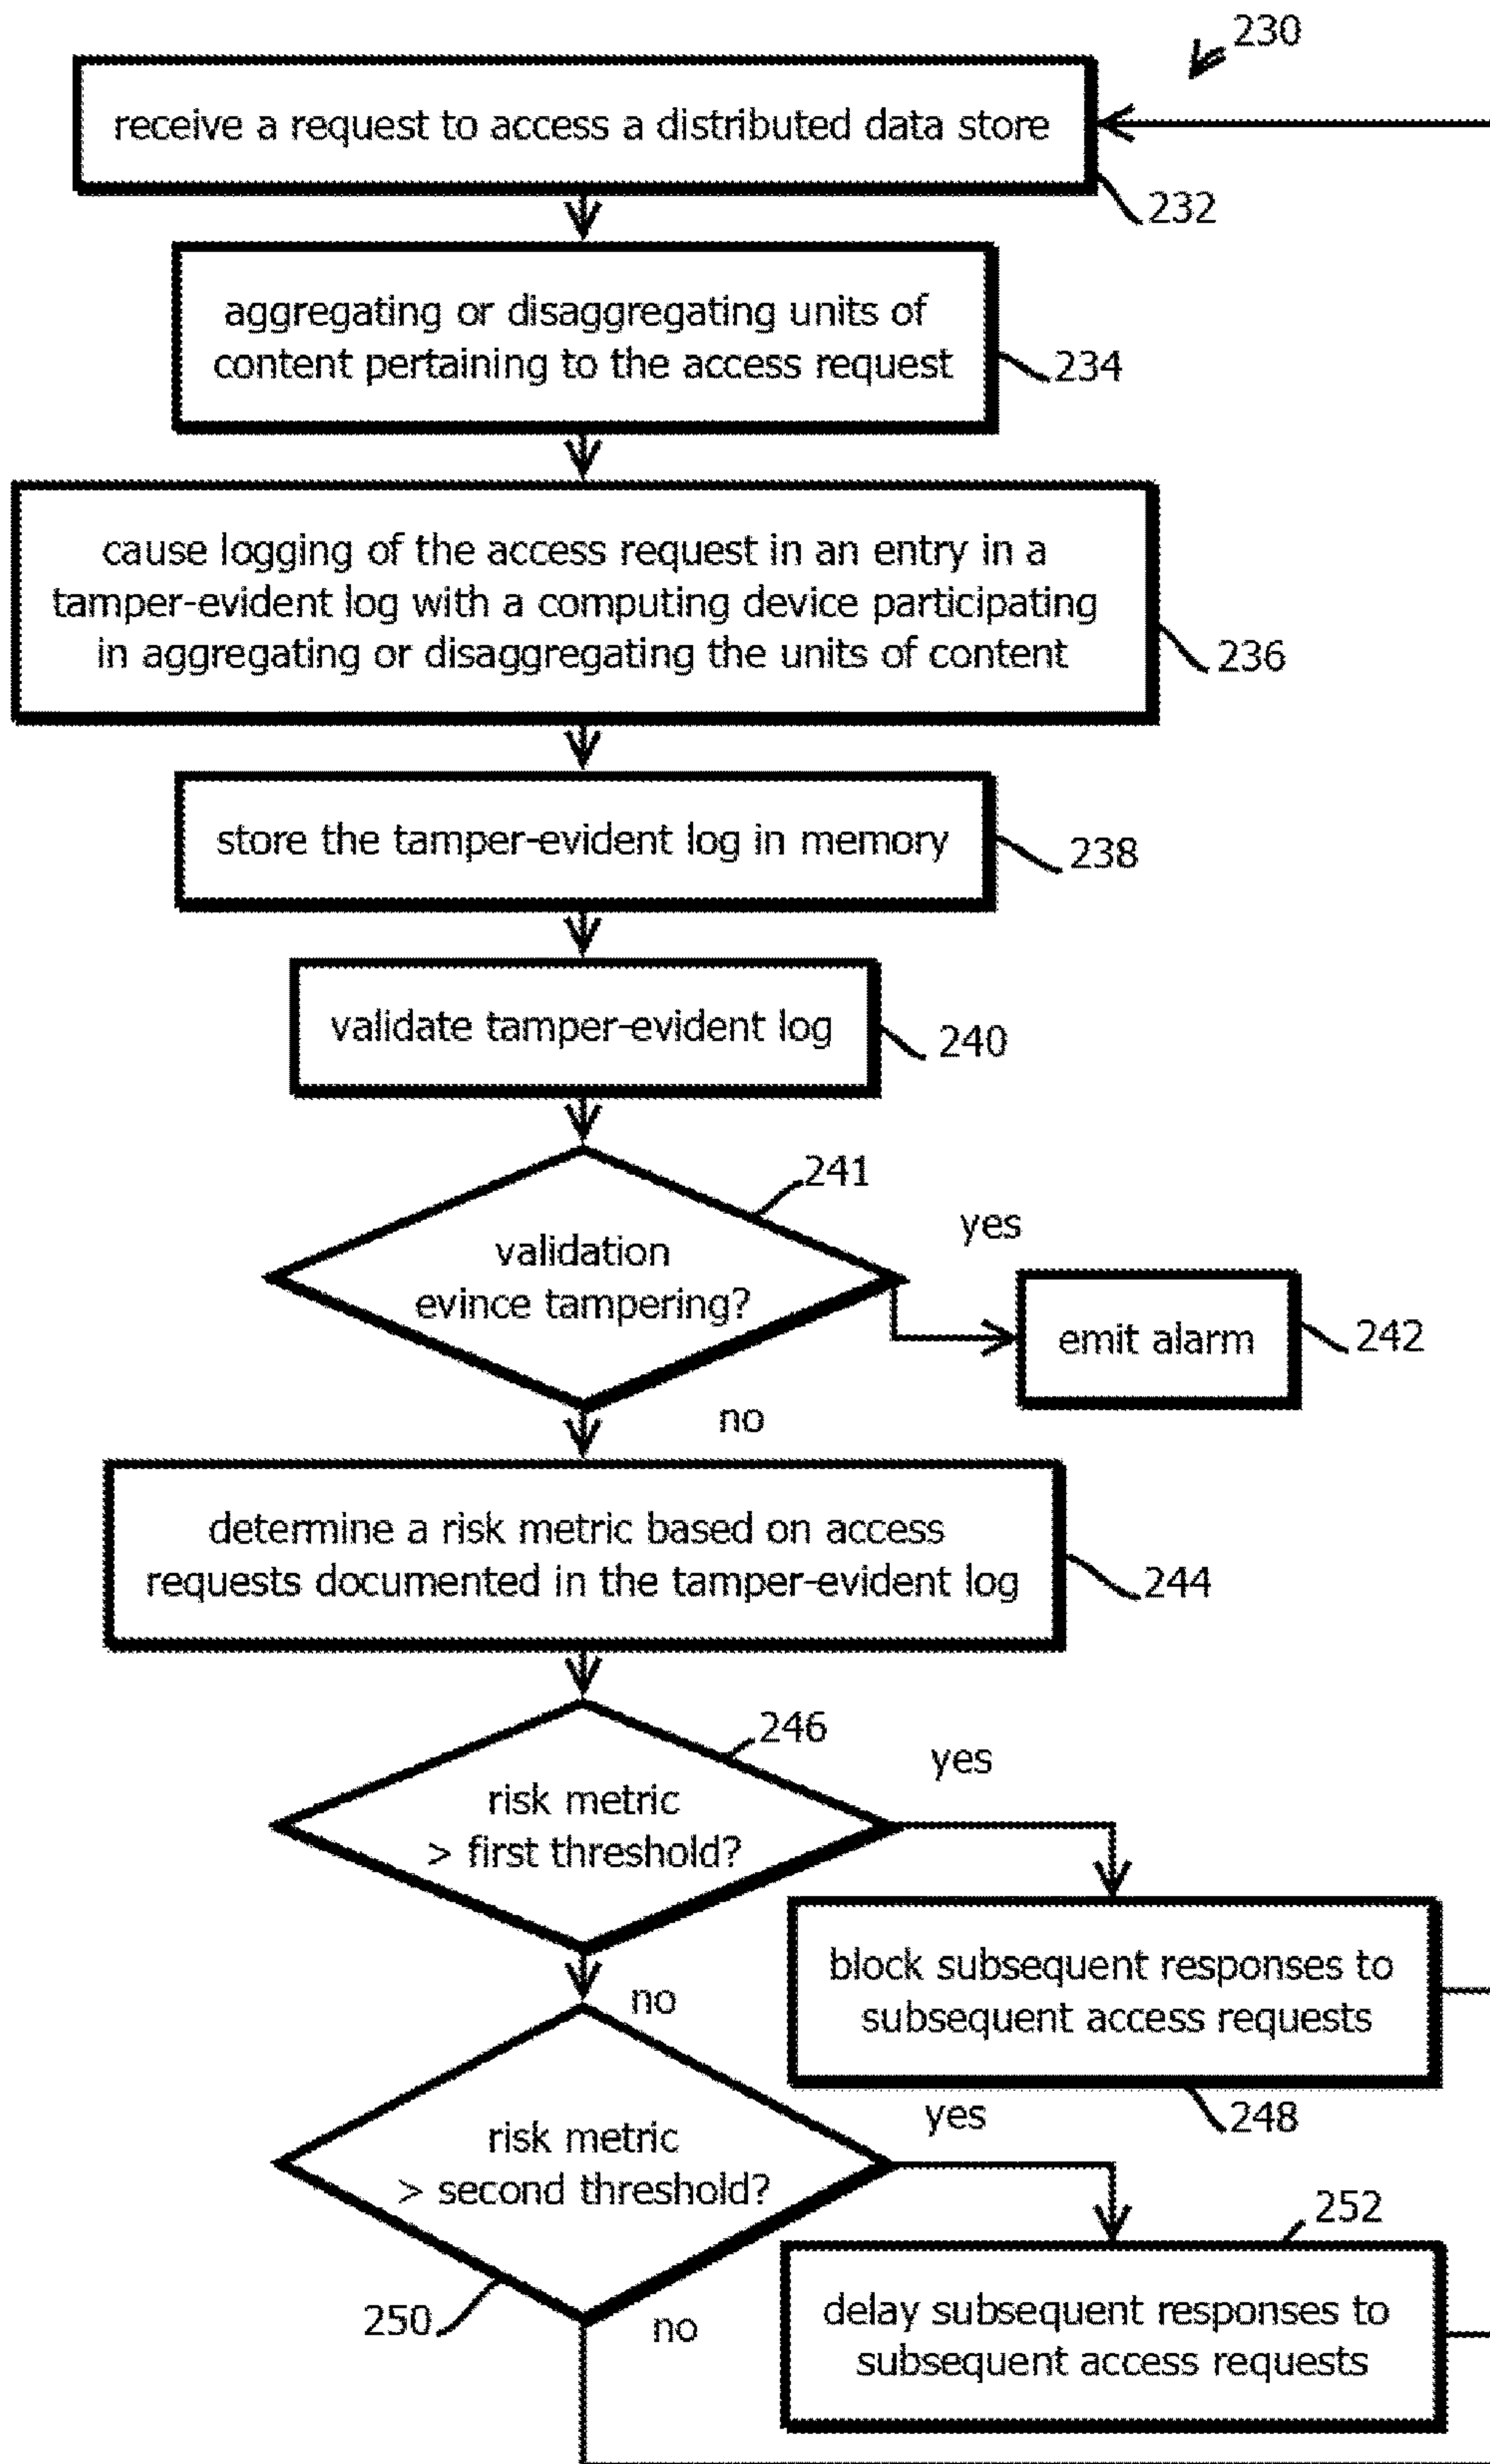 230
receive a request to access a distributed data store
232
aggregating or disaggregating units of
content pertaining to the access request
234
cause logging of the access request in an entry in a
tamper-evident log with a computing device participating
in aggregating or disaggregating the units of content
236
store the tamper-evident log in memory
238
validate tamper-evident log
240
241
validation
evince tampering?
yes
emit alarm
242
no
determine a risk metric based on access
requests documented in the tamper-evident log
244
246
risk metric
> first threshold?
yes
block subsequent responses to
subsequent access requests
248
no
risk metric
> second threshold?
yes
250
no
252
delay subsequent responses to
subsequent access requests